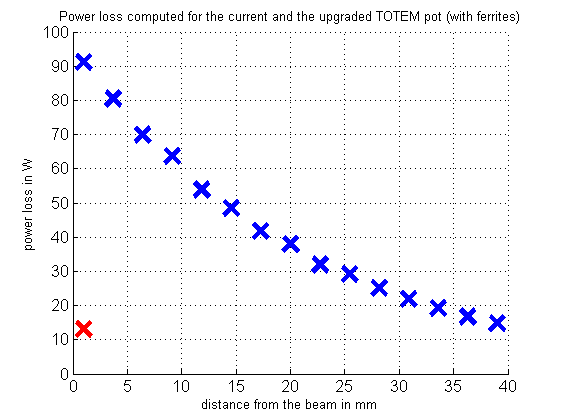 Power loss computed for the current and the upgraded TOTEM pot (with ferrites)
100
90
80
70
60
50
40
30
20
10
0
power loss in W
0 5 10 15 20 25 30 35 40
distance from the beam in mm